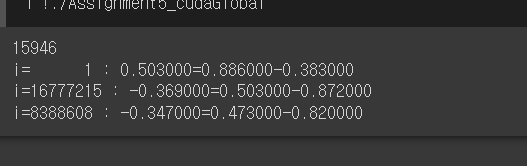 !./Assignment5_cudaGlobal
15946
i=      1 : 0.503000=0.886000-0.383000
i=16777215 : -0.369000=0.503000-0.872000
i=8388608 : -0.347000=0.473000-0.820000